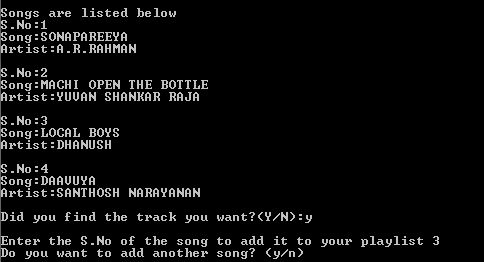 Songs are listed below
S.No:1
Song:SONAPAREEYA
Artist:A.R.RAHMAN
S.No:2
Song:MACHI OPEN THE BOTTLE
Artist:YUVAN SHANKAR RAJA
S.No:3
Song:LOCAL BOYS
Artist:DHANUSH
S.No:4
Song:DAAVUYA
Artist:SANTHOSH NARAYANAN
Did you find the track you want?(Y/N):y
Enter the S.No of the song to add it to your playlist 3
Do you want to add another song? (y/n)